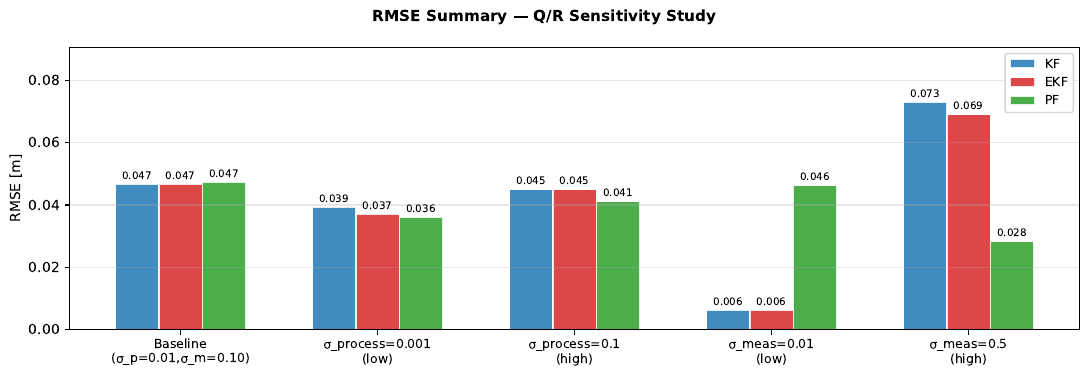 RMSE Summary — Q/R Sensitivity Study
KF
EKF
PF
RMSE [m]
0.08
0.06
0.04
0.02
0.00
0.047
0.047
0.047
0.039
0.037
0.036
0.045
0.045
0.041
0.006
0.006
0.046
0.073
0.069
0.028
Baseline
(σ_p=0.01,σ_m=0.10)
σ_process=0.001
(low)
σ_process=0.1
(high)
σ_meas=0.01
(low)
σ_meas=0.5
(high)